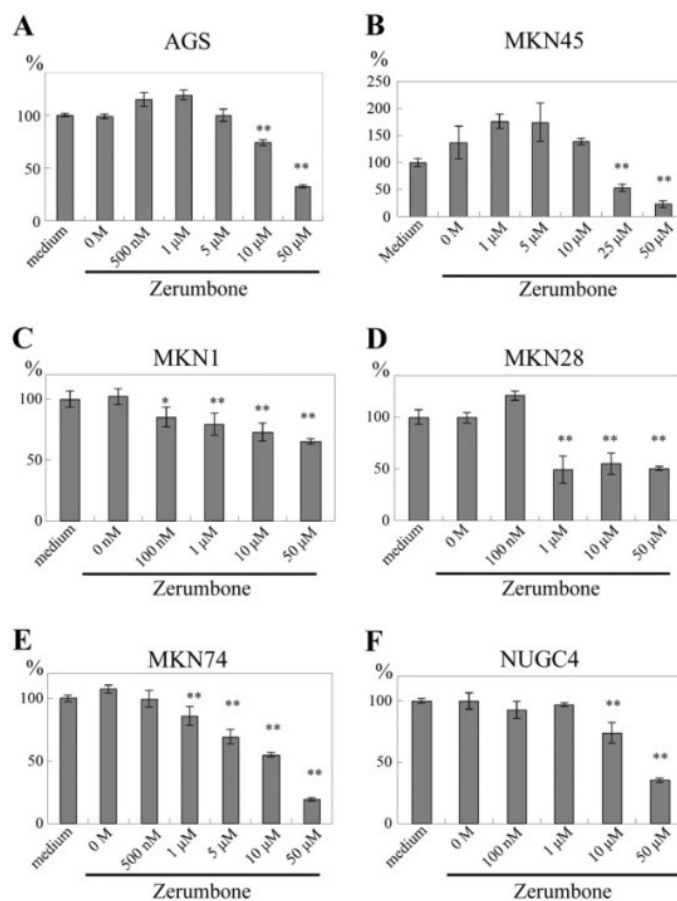 A
AGS
%
100
50
0
**
**
medium
0 M
500 nM
1 µM
5 µM
10 µM
50 µM
Zerumbone
B
MKN45
%
250
200
150
100
50
0
**
**
Medium
0 M
1 µM
5 µM
10 µM
25 µM
50 µM
Zerumbone
C
MKN1
%
100
50
0
*
**
**
**
medium
0 nM
100 nM
1 µM
10 µM
50 µM
Zerumbone
D
MKN28
%
100
50
0
**
**
**
medium
0 M
100 nM
1 µM
10 µM
50 µM
Zerumbone
E
MKN74
%
100
50
0
**
**
**
**
medium
0 M
500 nM
1 µM
5 µM
10 µM
50 µM
Zerumbone
F
NUGC4
%
100
50
0
**
**
medium
0 M
100 nM
1 µM
10 µM
50 µM
Zerumbone